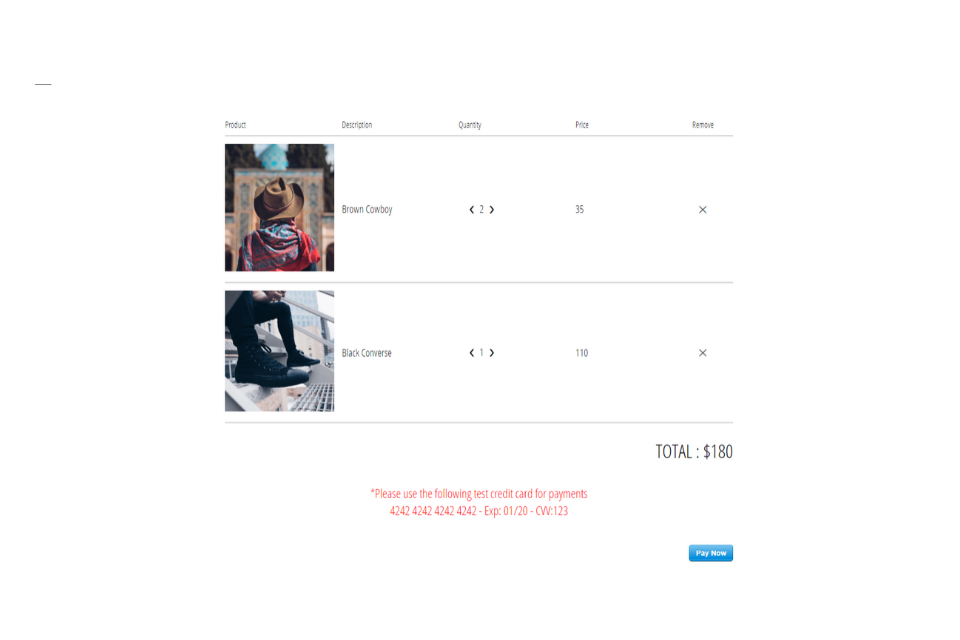 Product Description Quantity Price Remove
Brown Cowboy ❮ 2 ❯ 35 ✕
Black Converse ❮ 1 ❯ 110 ✕
TOTAL : $180
*Please use the following test credit card for payments
4242 4242 4242 4242 - Exp: 01/20 - CVV:123
Pay Now